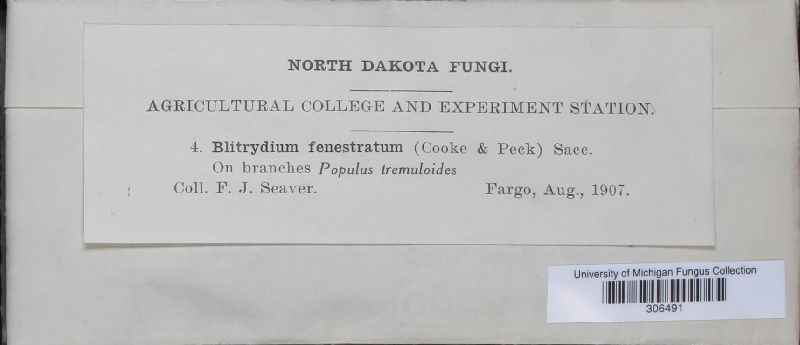 NORTH DAKOTA FUNGI.
AGRICULTURAL COLLEGE AND EXPERIMENT STATION.
4. Blitrydium fenestratum (Cooke & Peck) Sacc.
On branches Populus tremuloides
Coll. F. J. Seaver. Fargo, Aug., 1907.
University of Michigan Fungus Collection
306491